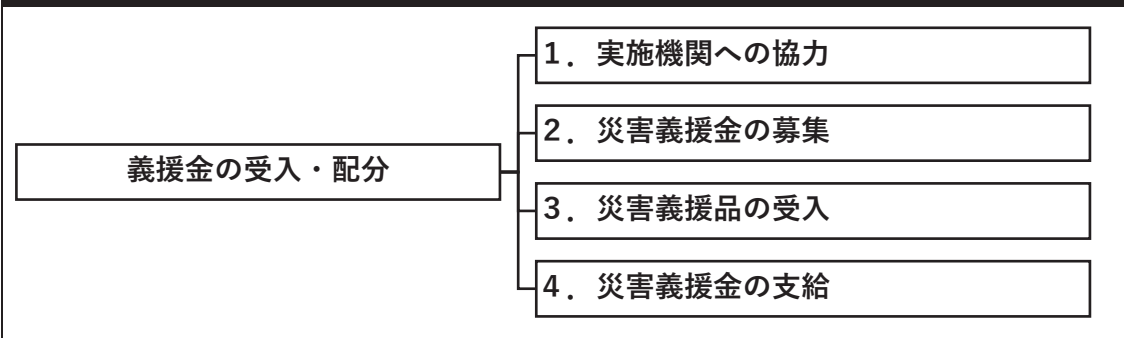 義援金の受入・配分
1．実施機関への協力
2．災害義援金の募集
3．災害義援品の受入
4．災害義援金の支給